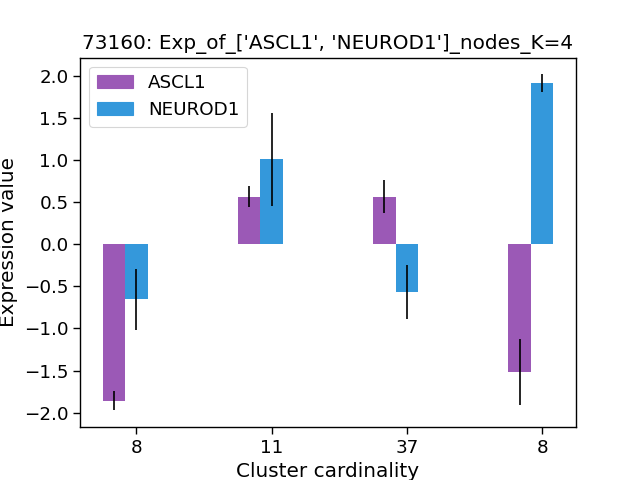 73160: Exp_of_['ASCL1', 'NEUROD1']_nodes_K=4
ASCL1
NEUROD1
Expression value
2.0
1.5
1.0
0.5
0.0
−0.5
−1.0
−1.5
−2.0
8 11 37 8
Cluster cardinality